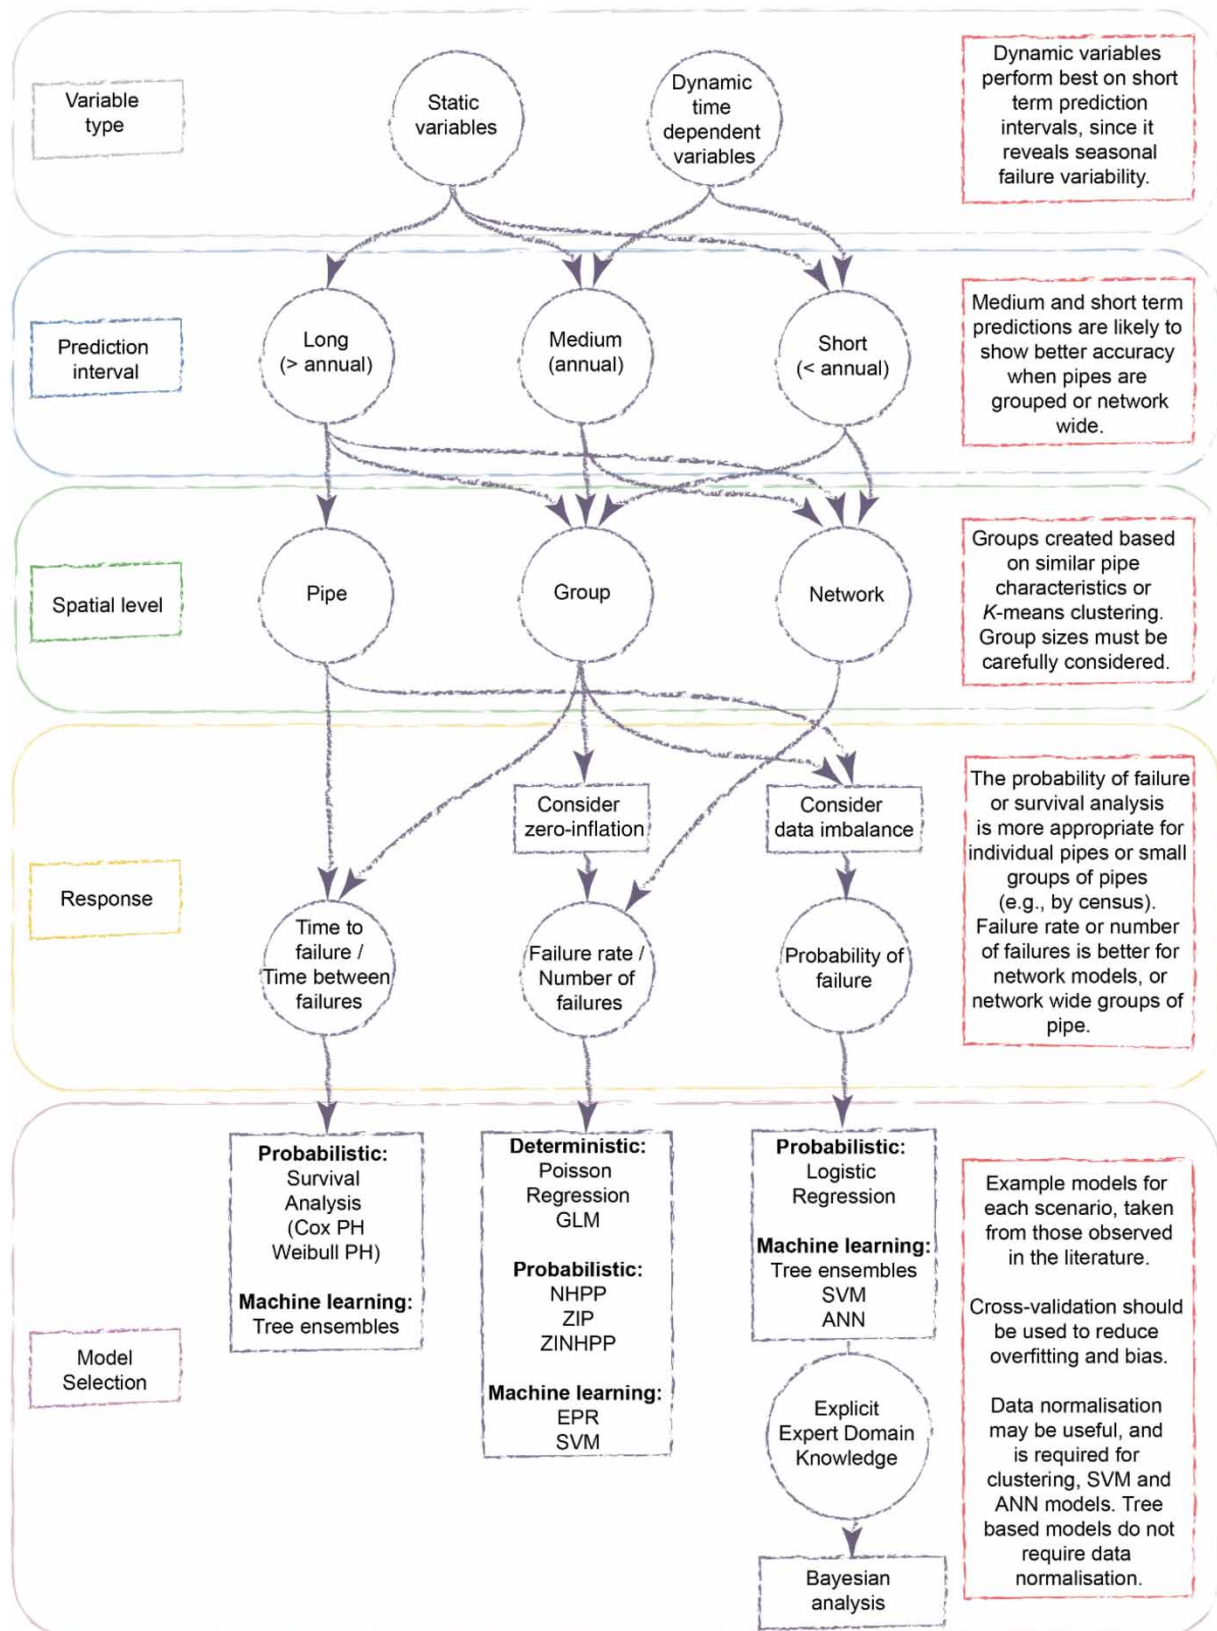 Variable
type
Static
variables
Dynamic
time
dependent
variables
Dynamic variables
perform best on short
term prediction
intervals, since it
reveals seasonal
failure variability.
Prediction
interval
Long
(> annual)
Medium
(annual)
Short
(< annual)
Medium and short term
predictions are likely to
show better accuracy
when pipes are
grouped or network
wide.
Spatial level
Pipe
Group
Network
Groups created based
on similar pipe
characteristics or
K-means clustering.
Group sizes must be
carefully considered.
Response
Consider
zero-inflation
Consider
data imbalance
Time to
failure /
Time between
failures
Failure rate /
Number of
failures
Probability of
failure
The probability of failure
or survival analysis
is more appropriate for
individual pipes or small
groups of pipes
(e.g., by census).
Failure rate or number
of failures is better for
network models, or
network wide groups of
pipe.
Model
Selection
Probabilistic:
Survival
Analysis
(Cox PH
Weibull PH)
Machine learning:
Tree ensembles
Deterministic:
Poisson
Regression
GLM
Probabilistic:
NHPP
ZIP
ZINHPP
Machine learning:
EPR
SVM
Probabilistic:
Logistic
Regression
Machine learning:
Tree ensembles
SVM
ANN
Explicit
Expert Domain
Knowledge
Bayesian
analysis
Example models for
each scenario, taken
from those observed
in the literature.
Cross-validation should
be used to reduce
overfitting and bias.
Data normalisation
may be useful, and
is required for
clustering, SVM and
ANN models. Tree
based models do not
require data
normalisation.